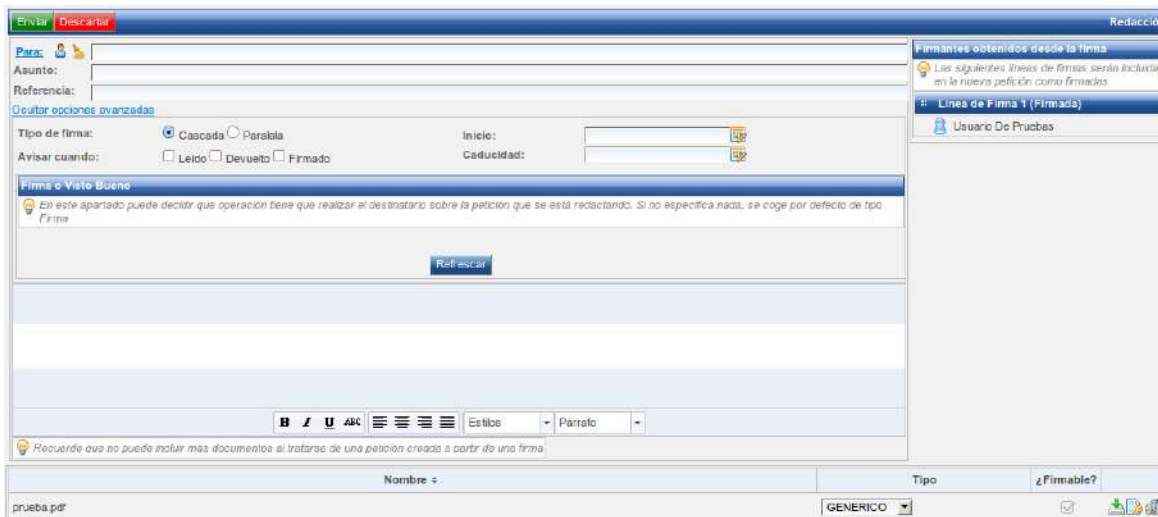 Enviar Descartar
Redacció
Para:
Asunto:
Referencia:
Ocultar opciones avanzadas
Tipo de firma: Cascada Paralela Inicio:
Avisar cuando: Leido Devuelto Firmado Caducidad:
Firma o Visto Bueno
En este apartado puede decidir que operación tiene que realizar el destinatario sobre la petición que se está redactando. Si no especifica nada, se coge por defecto de tipo
Firma
Refrescar
B I U ABC Estilos Parrafo
Recuerde que no puede incluir más documentos al tratarse de una petición creada a partir de una firma
Firmantes obtenidos desde la firma
Las siguientes líneas de firmas serán incluida
en la nueva petición como firmadas
Línea de Firma 1 (Firmada)
Usuario De Pruebas
Nombre Tipo ¿Firmable?
prueba.pdf GENERICO